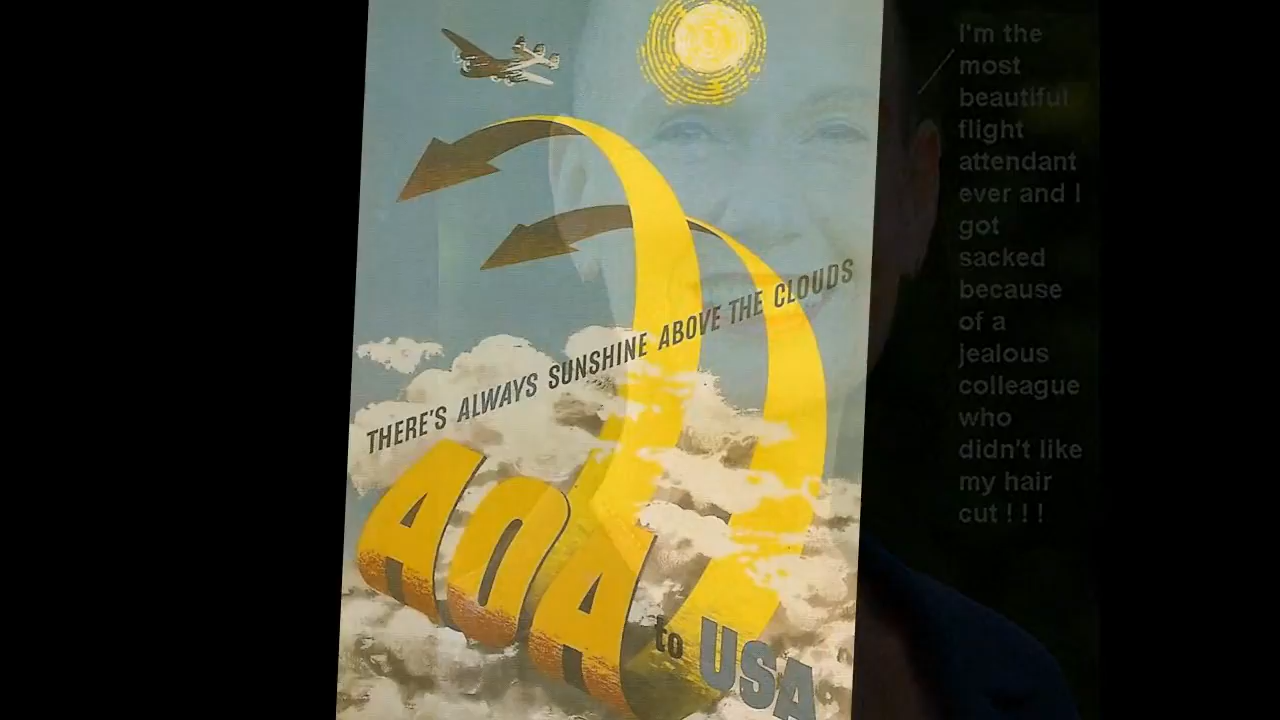 THERE'S ALWAYS SUNSHINE ABOVE THE CLOUDS
AOA
to USA
I'm the
most
beautiful
flight
attendant
ever and I
got
sacked
because
of a
jealous
colleague
who
didn't like
my hair
cut ! ! !